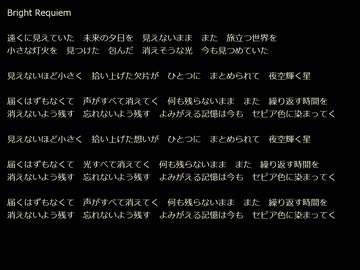 Bright Requiem
遠くに見えていた　未来の夕日を　見えないまま　また　旅立つ世界を
小さな灯火を　見つけた　包んだ　消えそうな光　今も見つめていた
見えないほど小さく　拾い上げた欠片が　ひとつに　まとめられて　夜空輝く星
届くはずもなくて　声がすべて消えてく　何も残らないまま　また　繰り返す時間を
消えないよう残す　忘れないよう残す　よみがえる記憶は今も　セピア色に染まってく
見えないほど小さく　拾い上げた想いが　ひとつに　まとめられて　夜空輝く星
届くはずもなくて　光すべて消えてく　何も残らないまま　また　繰り返す時間を
消えないよう残す　忘れないよう残す　よみがえる記憶は今も　セピア色に染まってく
届くはずもなくて　声がすべて消えてく　何も残らないまま　また　繰り返す時間を
消えないよう残す　忘れないよう残す　よみがえる記憶は今も　セピア色に染まってく